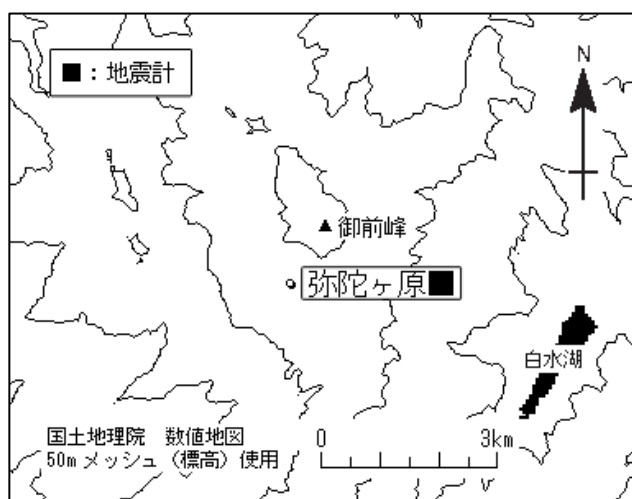 ■：地震計
N
▲御前峰
弥陀ヶ原■
白水湖
国土地理院　数値地図
50mメッシュ（標高）使用
0 3km